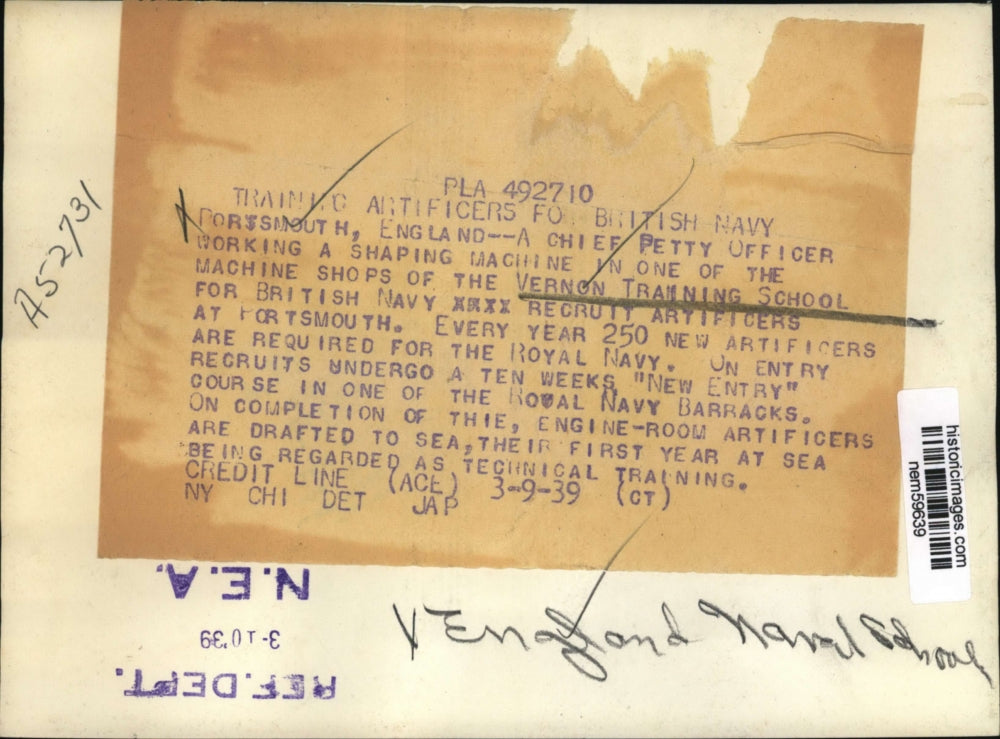 PLA 492710
TRAINING ARTIFICERS FOR BRITISH NAVY
PORTSMOUTH, ENGLAND--A CHIEF PETTY OFFICER
WORKING A SHAPING MACHINE IN ONE OF THE
MACHINE SHOPS OF THE VERNON TRAINING SCHOOL
FOR BRITISH NAVY XXXX RECRUIT ARTIFICERS
AT PORTSMOUTH. EVERY YEAR 250 NEW ARTIFICERS
ARE REQUIRED FOR THE ROYAL NAVY. ON ENTRY
RECRUITS UNDERGO A TEN WEEKS "NEW ENTRY"
COURSE IN ONE OF THE ROYAL NAVY BARRACKS.
ON COMPLETION OF THIE, ENGINE-ROOM ARTIFICERS
ARE DRAFTED TO SEA, THEIR FIRST YEAR AT SEA
BEING REGARDED AS TECHNICAL TRAINING.
CREDIT LINE (ACE) 3-9-39 (CT)
NY CHI DET JAP
A52731
historicimages.com
nem59639
England Naval School
REF. DEPT.
3-10'39
N.E.A.